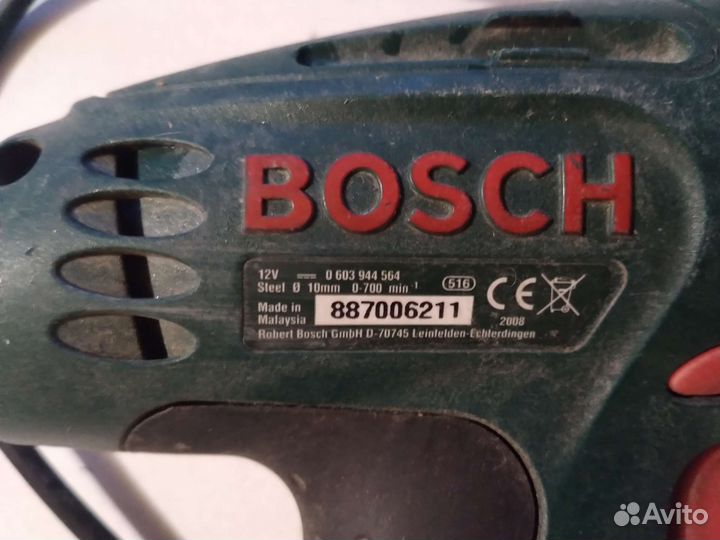 BOSCH
12V ⎓ 0 603 944 564
Steel Ø 10mm 0-700 min⁻¹ 516 CE
Made in Malaysia 887006211 2008
Robert Bosch GmbH D-70745 Leinfelden-Echterdingen
Avito